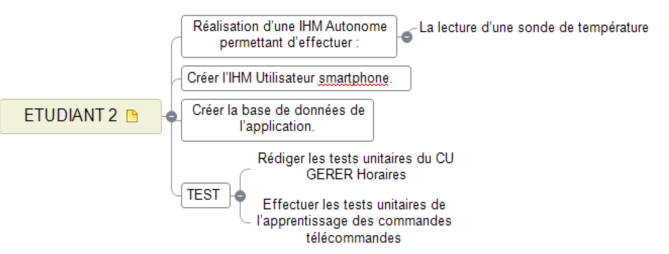 Réalisation d'une IHM Autonome
permettant d'effectuer :
La lecture d'une sonde de température
Créer l'IHM Utilisateur smartphone.
ETUDIANT 2
Créer la base de données de
l'application.
TEST
Rédiger les tests unitaires du CU
GERER Horaires
Effectuer les tests unitaires de
l'apprentissage des commandes
télécommandes